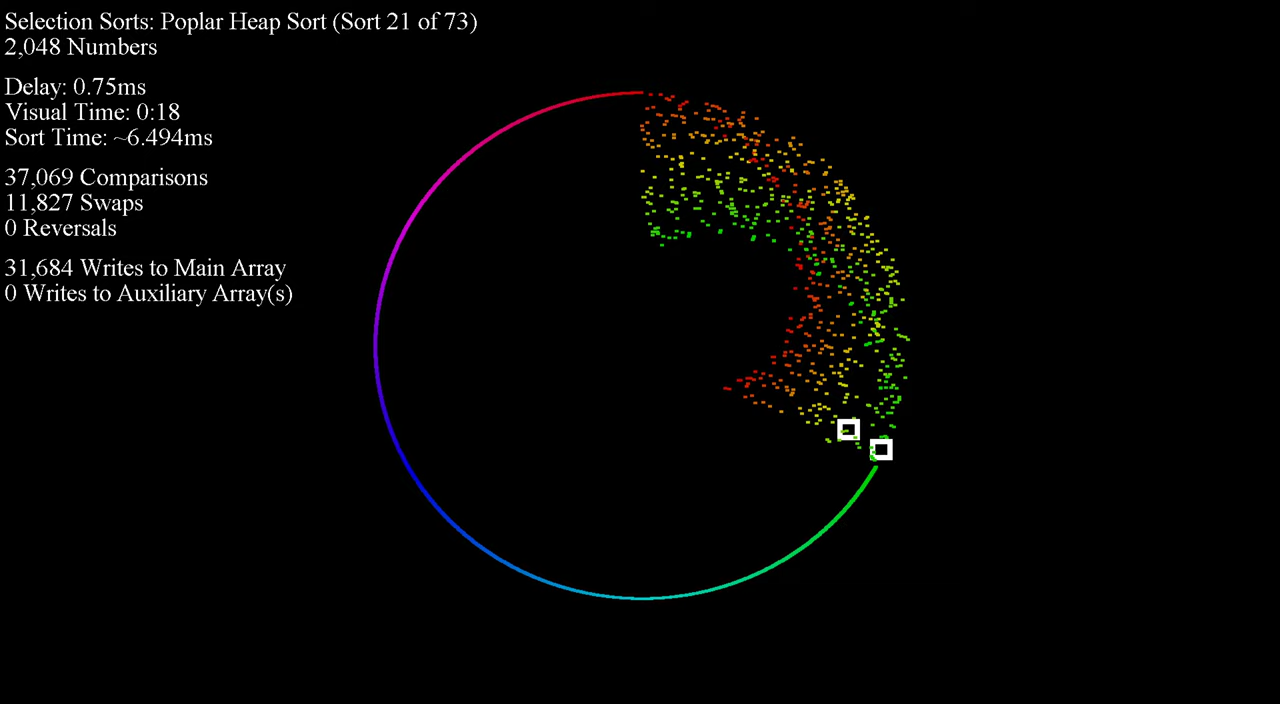 Selection Sorts: Poplar Heap Sort (Sort 21 of 73)
2,048 Numbers
Delay: 0.75ms
Visual Time: 0:18
Sort Time: ~6.494ms
37,069 Comparisons
11,827 Swaps
0 Reversals
31,684 Writes to Main Array
0 Writes to Auxiliary Array(s)